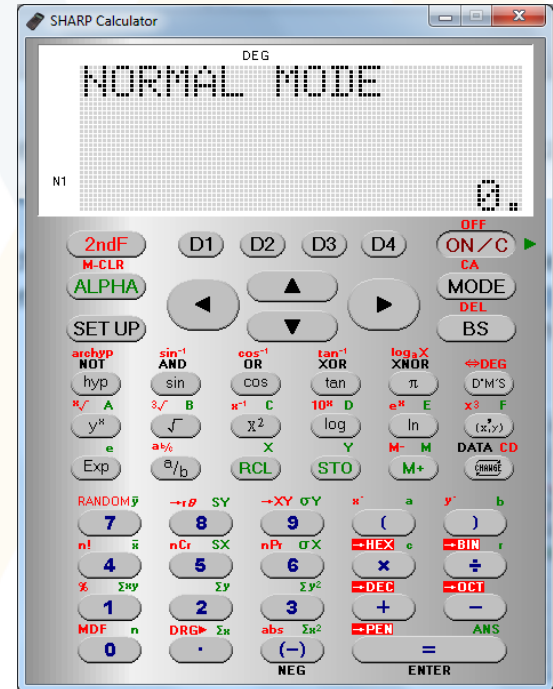 SHARP Calculator
DEG
NORMAL MODE
N1
0.
OFF
2ndF D1 D2 D3 D4 ON/C
M-CLR CA
ALPHA MODE
DEL
SET UP BS
archyp sin⁻¹ cos⁻¹ tan⁻¹ logₐX
NOT AND OR XOR XNOR ⇔DEG
hyp sin cos tan π D°M'S
ˣ√ A ³√ B x⁻¹ C 10ˣ D eˣ E x³ F
yˣ √ X² log ln (x,y)
e a b/c X Y M- M DATA CD
Exp a/b RCL STO M+ CHANGE
RANDOM ȳ →rθ SY →XY σY x´ a y´ b
7 8 9 ( )
n! x̄ nCr SX nPr σX →HEX c →BIN r
4 5 6 × ÷
% Σxy Σy Σy² →DEC →OCT
1 2 3 + −
MDF n DRG▶ Σx abs Σx² →PEN ANS
0 · (−) =
NEG ENTER